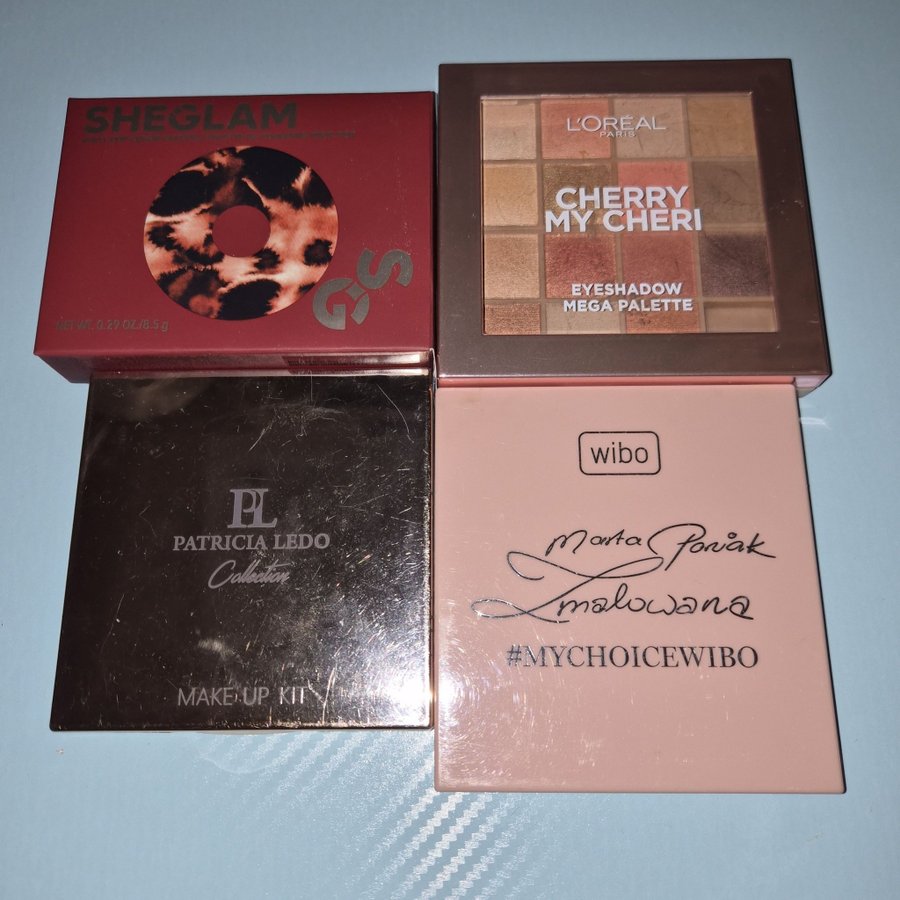 SHEGLAM
G·S
NET WT. 0.29 OZ./8.5 g
L'ORÉAL
PARIS
CHERRY
MY CHERI
EYESHADOW
MEGA PALETTE
PL
PATRICIA LEDO
Collection
MAKE UP KIT
wibo
Marta Poniak
Zmalowana
#MYCHOICEWIBO